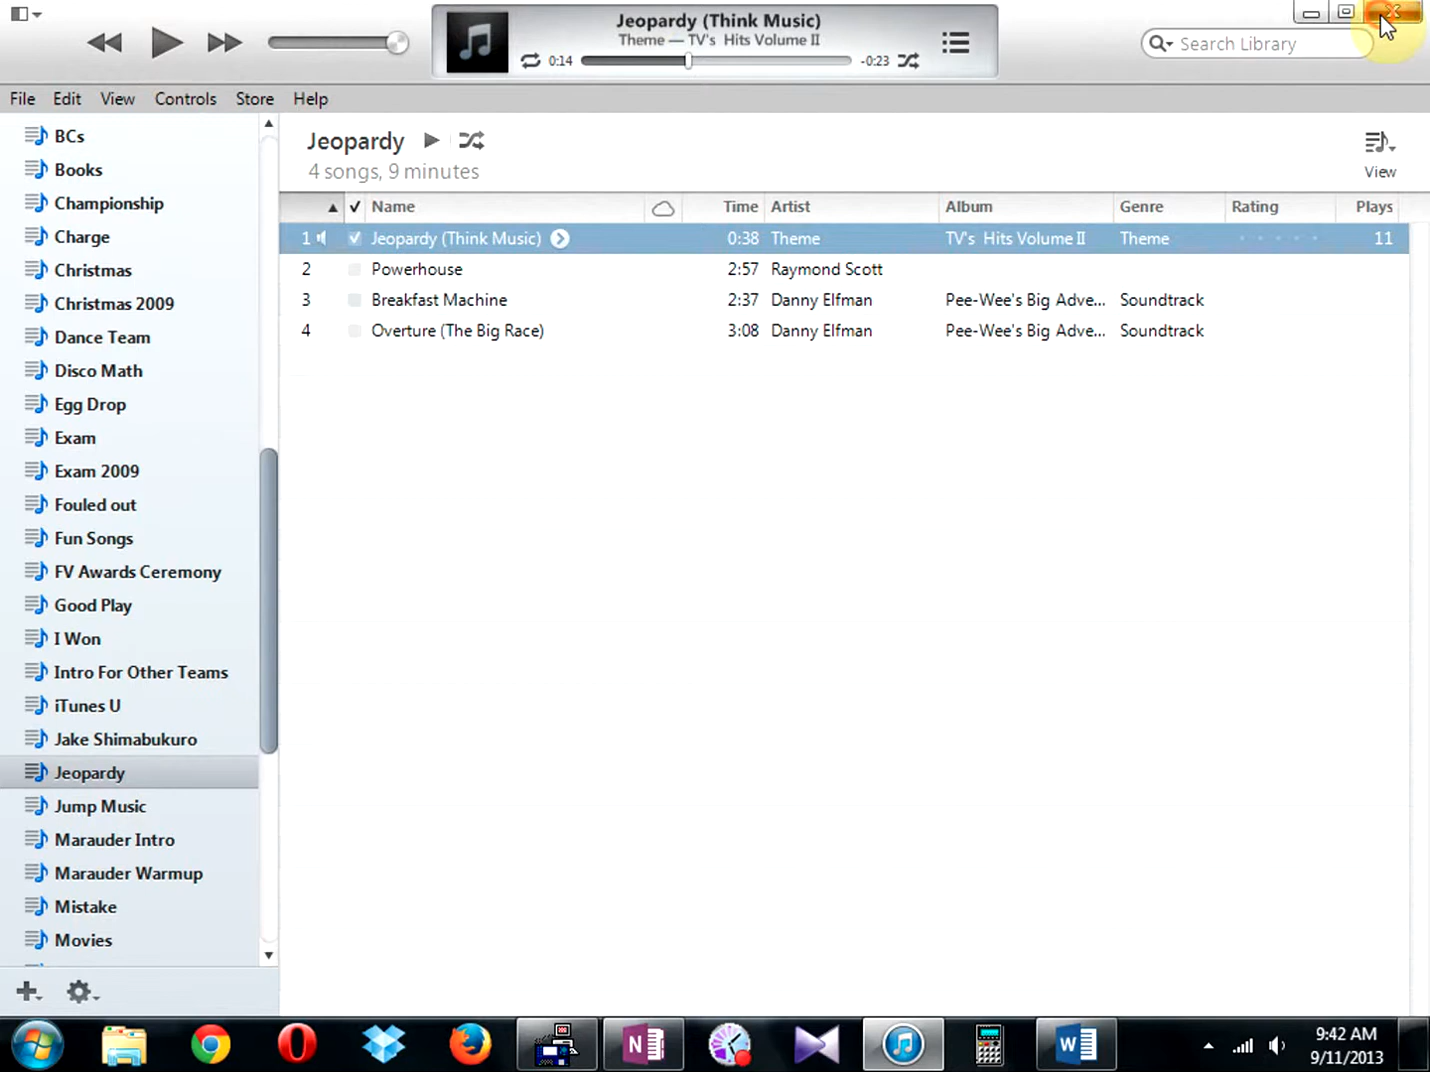 Jeopardy (Think Music)
Theme — TV's Hits Volume II
0:14 -0:23
Search Library
File Edit View Controls Store Help
BCs
Books
Championship
Charge
Christmas
Christmas 2009
Dance Team
Disco Math
Egg Drop
Exam
Exam 2009
Fouled out
Fun Songs
FV Awards Ceremony
Good Play
I Won
Intro For Other Teams
iTunes U
Jake Shimabukuro
Jeopardy
Jump Music
Marauder Intro
Marauder Warmup
Mistake
Movies
Jeopardy
4 songs, 9 minutes
View
Name Time Artist Album Genre Rating Plays
1 Jeopardy (Think Music) 0:38 Theme TV's Hits Volume II Theme 11
2 Powerhouse 2:57 Raymond Scott
3 Breakfast Machine 2:37 Danny Elfman Pee-Wee's Big Adve... Soundtrack
4 Overture (The Big Race) 3:08 Danny Elfman Pee-Wee's Big Adve... Soundtrack
N W
9:42 AM
9/11/2013